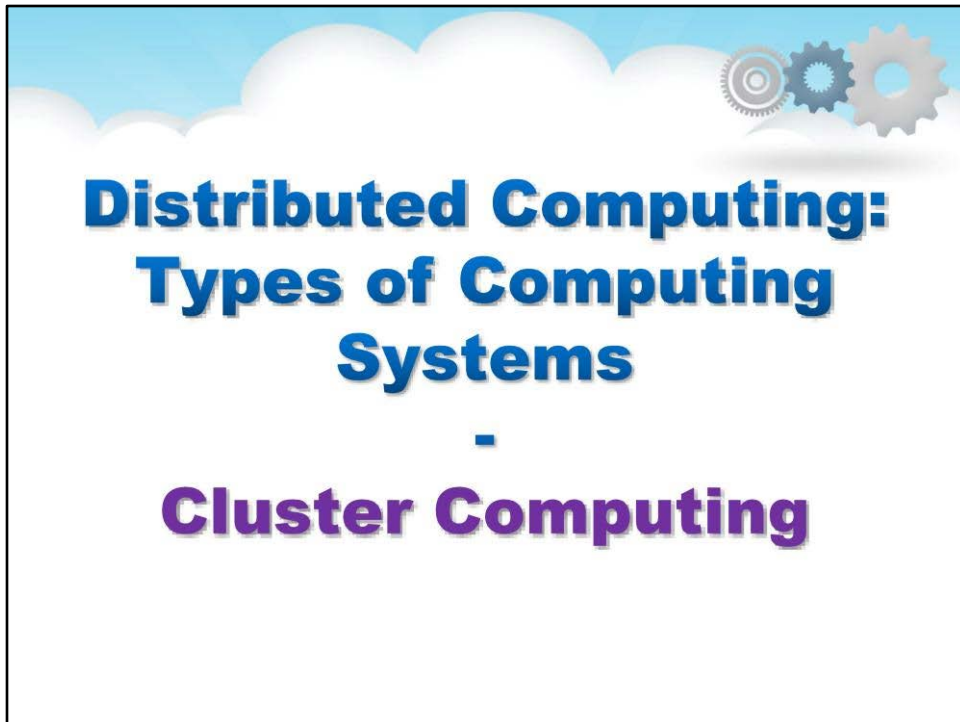 Distributed Computing:
Types of Computing
Systems
-
Cluster Computing